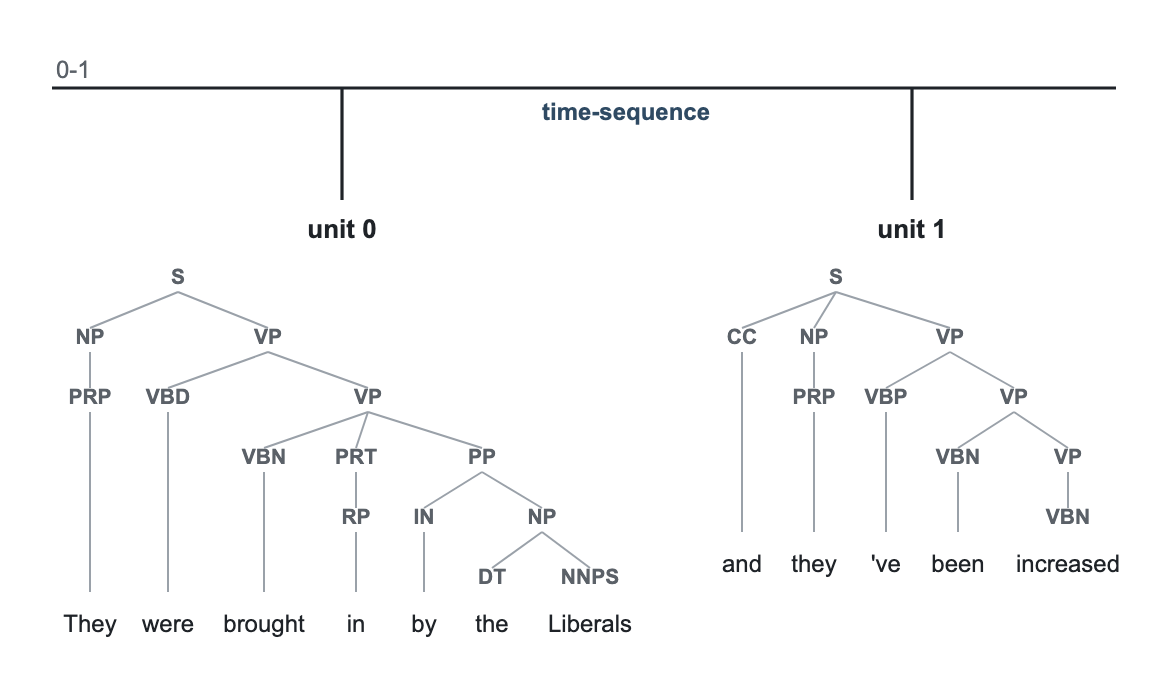 0-1
time-sequence
unit 0 unit 1
S S
NP VP CC NP VP
PRP VBD VP PRP VBP VP
VBN PRT PP VBN VP
RP IN NP VBN
and they 've been increased
DT NNPS
They were brought in by the Liberals